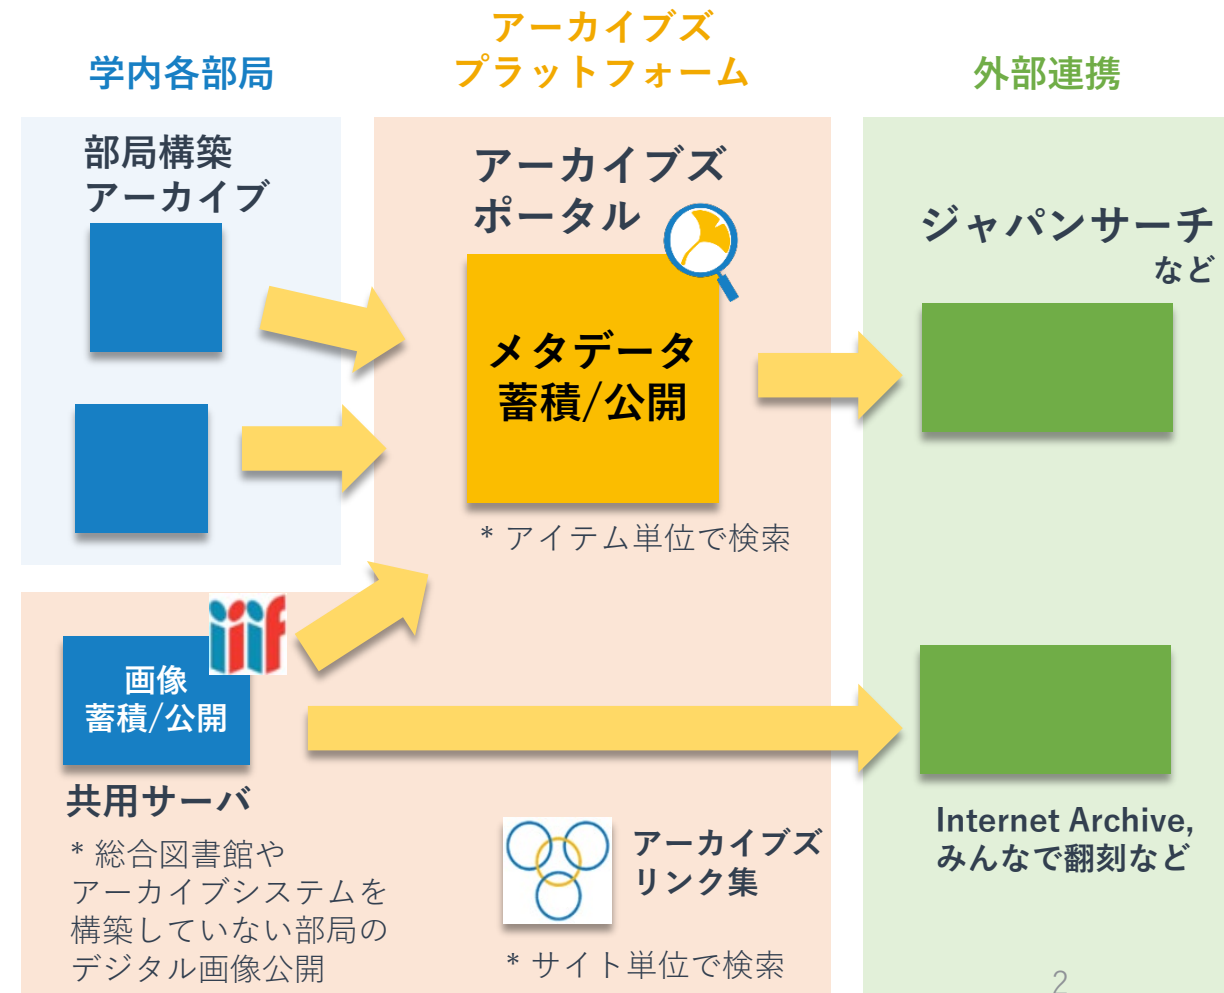 学内各部局
アーカイブズ
プラットフォーム
外部連携
部局構築
アーカイブ
アーカイブズ
ポータル
メタデータ
蓄積/公開
* アイテム単位で検索
ジャパンサーチ
など
iiif
画像
蓄積/公開
共用サーバ
* 総合図書館や
アーカイブシステムを
構築していない部局の
デジタル画像公開
アーカイブズ
リンク集
* サイト単位で検索
Internet Archive,
みんなで翻刻など
2